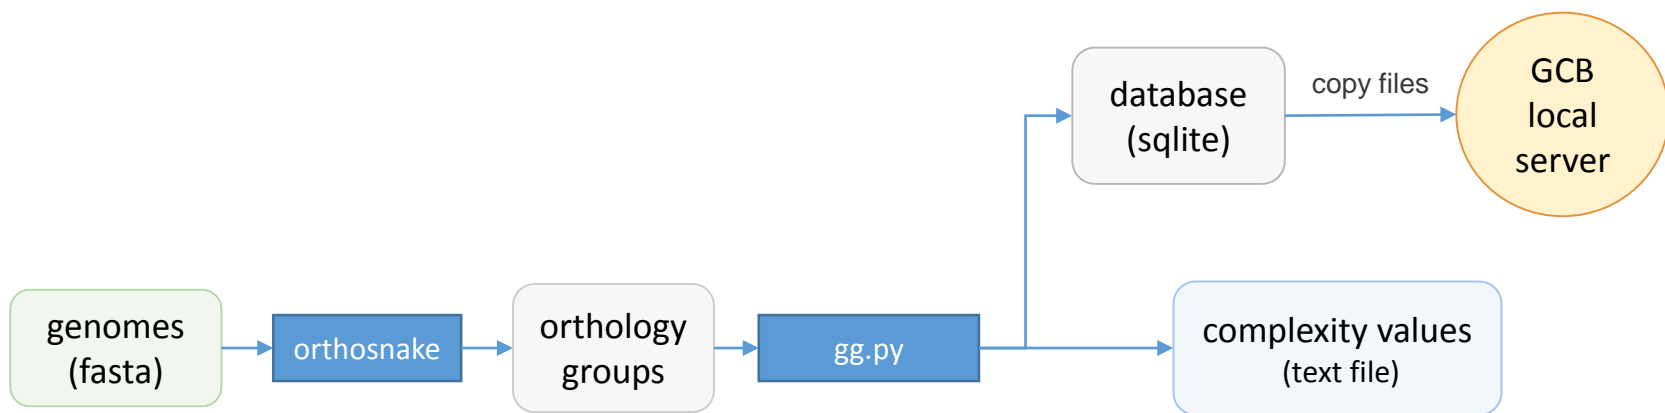 genomes
(fasta)
orthosnake
orthology
groups
gg.py
database
(sqlite)
copy files
GCB
local
server
complexity values
(text file)